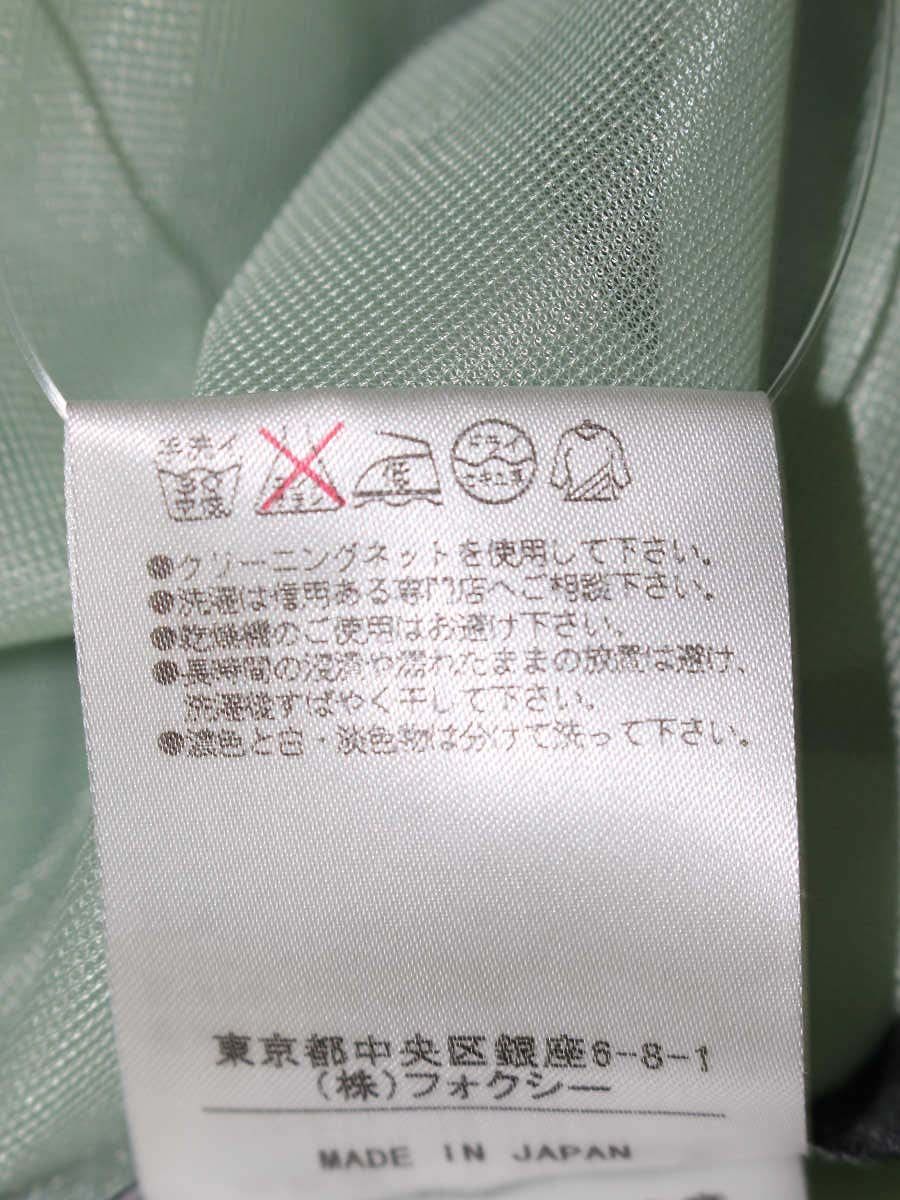 手洗イ
中性
エンソサラシ
低
ドライ
セキユ系
●クリーニングネットを使用して下さい。
●洗濯は信用ある専門店へご相談下さい。
●乾燥機のご使用はお避け下さい。
●長時間の浸漬や濡れたままの放置は避け、
洗濯後すばやく干して下さい。
●濃色と白・淡色物は分けて洗って下さい。
東京都中央区銀座6-8-1
(株)フォクシー
MADE IN JAPAN